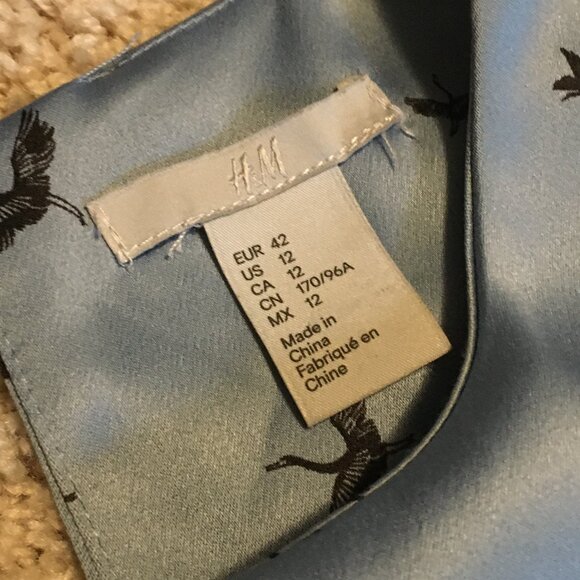 H&M
EUR 42
US 12
CA 12
CN 170/96A
MX 12
Made in
China
Fabriqué en
Chine